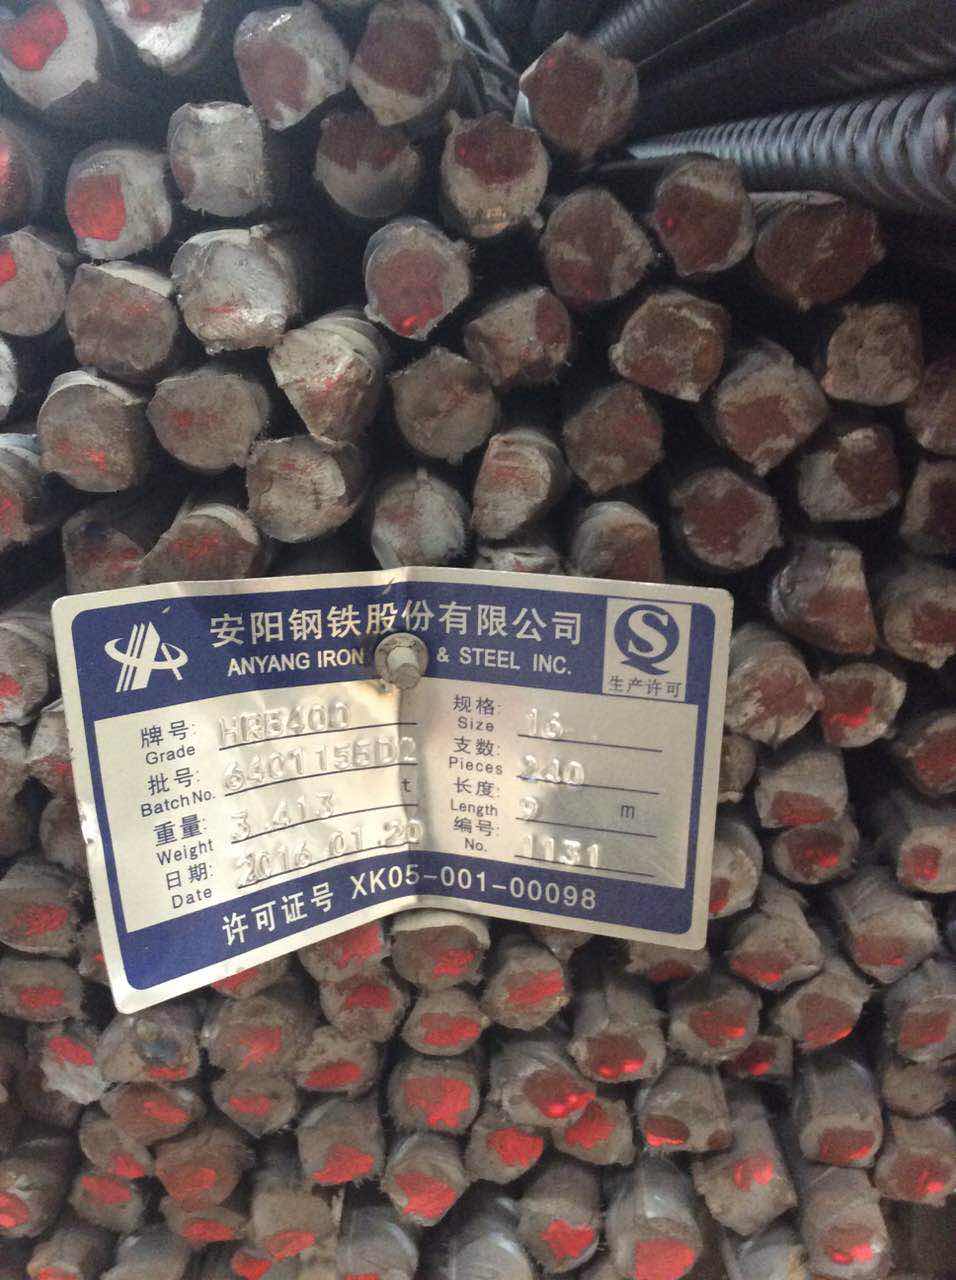 安阳钢铁股份有限公司
ANYANG IRON & STEEL INC.
S
生产许可
牌号: HRB400
Grade
批号: 6401155D2
Batch No.
重量: 3.413 t
Weight
日期: 2016.01.20
Date
规格: 16
Size
支数: 240
Pieces
长度: 9 m
Length
编号: 1131
No.
许可证号 XK05-001-00098